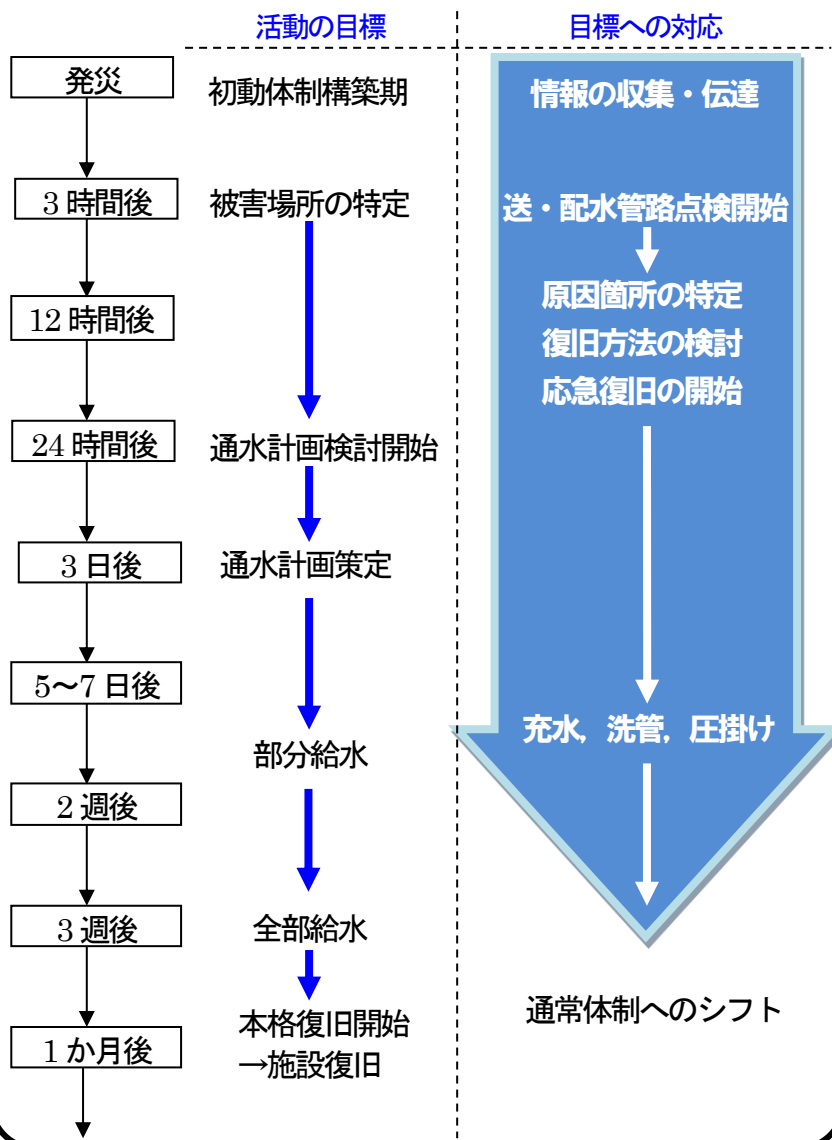 活動の目標
目標への対応
発災
初動体制構築期
情報の収集・伝達
3 時間後
被害場所の特定
送・配水管路点検開始
12 時間後
原因箇所の特定
復旧方法の検討
応急復旧の開始
24 時間後
通水計画検討開始
3 日後
通水計画策定
5～7 日後
部分給水
充水，洗管，圧掛け
2 週後
3 週後
全部給水
通常体制へのシフト
1 か月後
本格復旧開始
→施設復旧